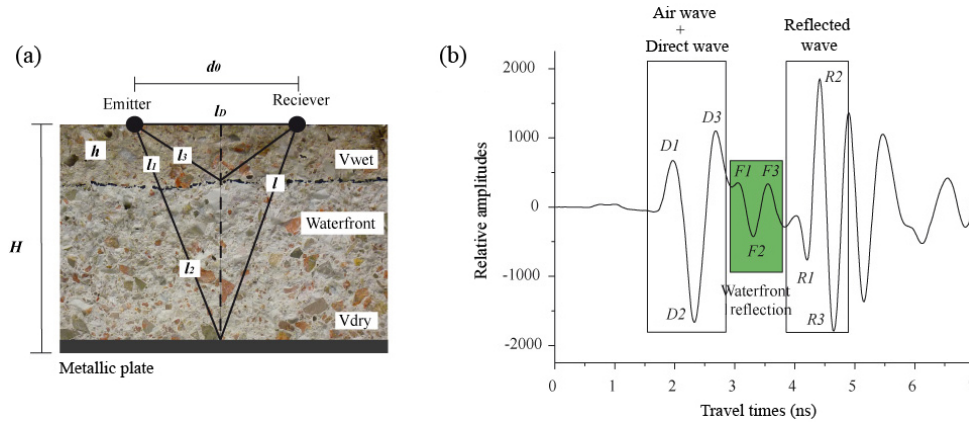 (a)
d0
Emitter
Reciever
lD
h
l1
l3
l
Vwet
Waterfront
H
l2
Vdry
Metallic plate
(b)
Air wave
+
Direct wave
Reflected
wave
2000
1000
0
-1000
-2000
Relative amplitudes
D1
D3
D2
F1
F3
F2
Waterfront
reflection
R2
R1
R3
0
1
2
3
4
5
6
7
Travel times (ns)